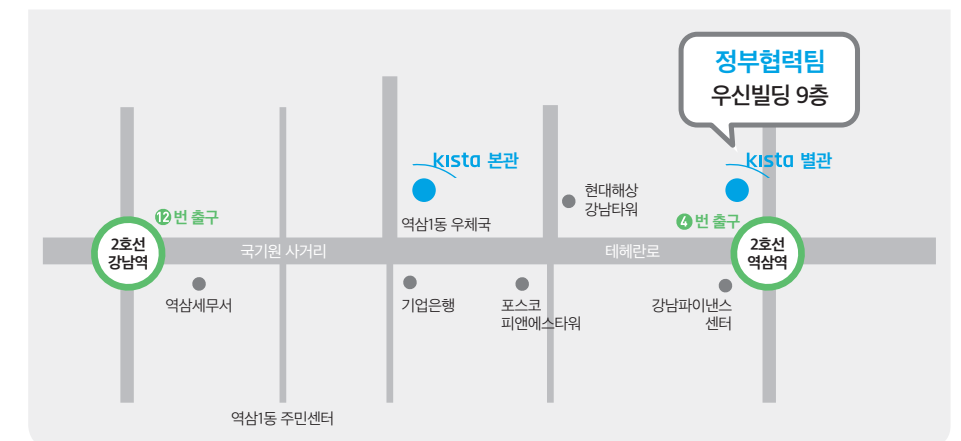 정부협력팀
우신빌딩 9층
kısta 본관
kısta 별관
현대해상
강남타워
12번 출구
4번 출구
역삼1동 우체국
2호선
강남역
국기원 사거리
테헤란로
2호선
역삼역
역삼세무서
기업은행
포스코
피앤에스타워
강남파이낸스
센터
역삼1동 주민센터